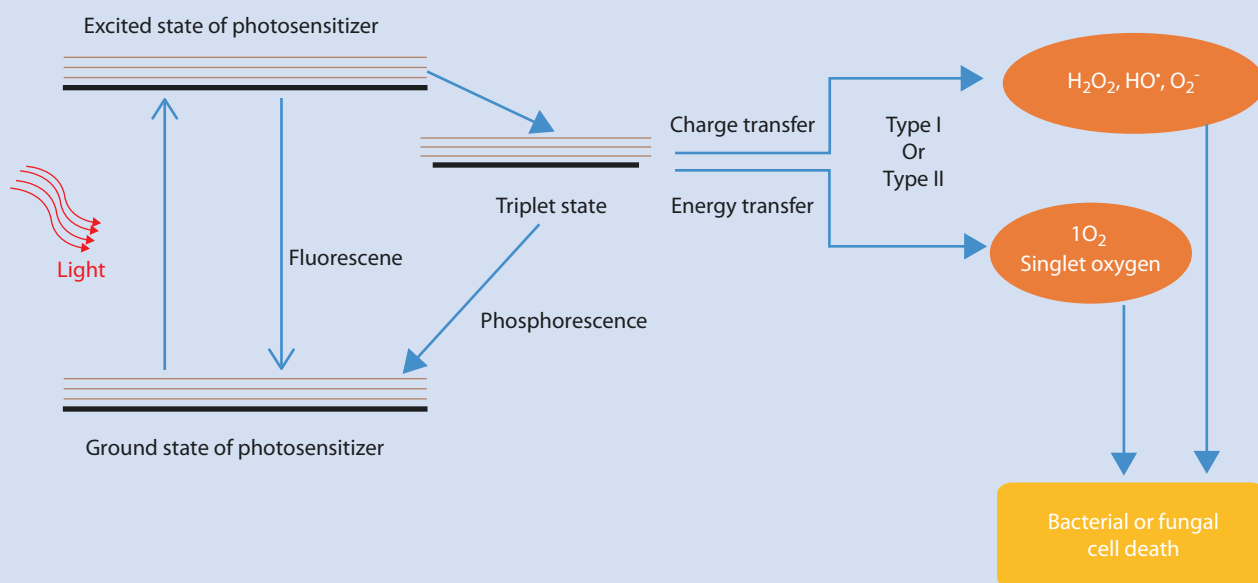 Excited state of photosensitizer
H₂O₂, HO•, O₂⁻
Charge transfer
Type I
Or
Type II
Triplet state
Energy transfer
1O₂
Singlet oxygen
Fluorescene
Light
Phosphorescence
Ground state of photosensitizer
Bacterial or fungal
cell death